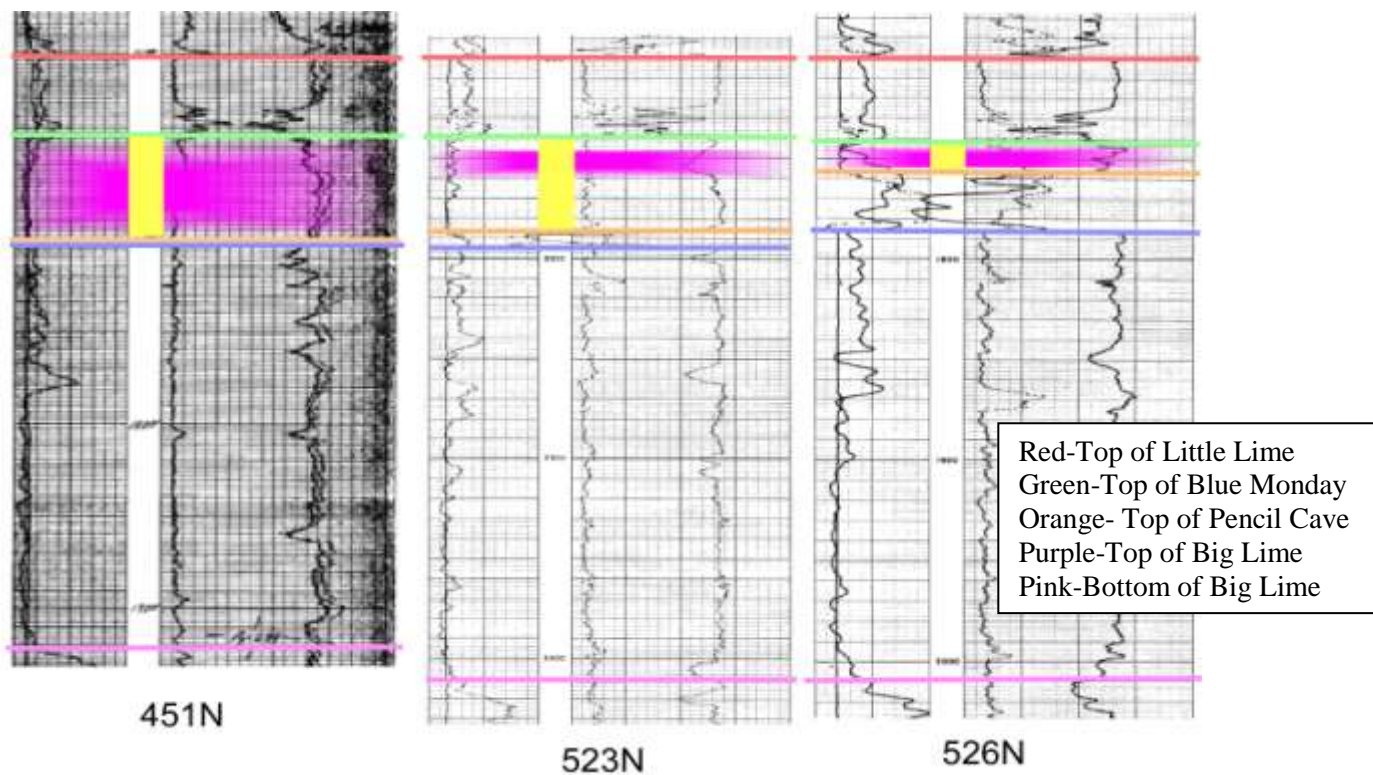 Red-Top of Little Lime
Green-Top of Blue Monday
Orange- Top of Pencil Cave
Purple-Top of Big Lime
Pink-Bottom of Big Lime
451N
523N
526N